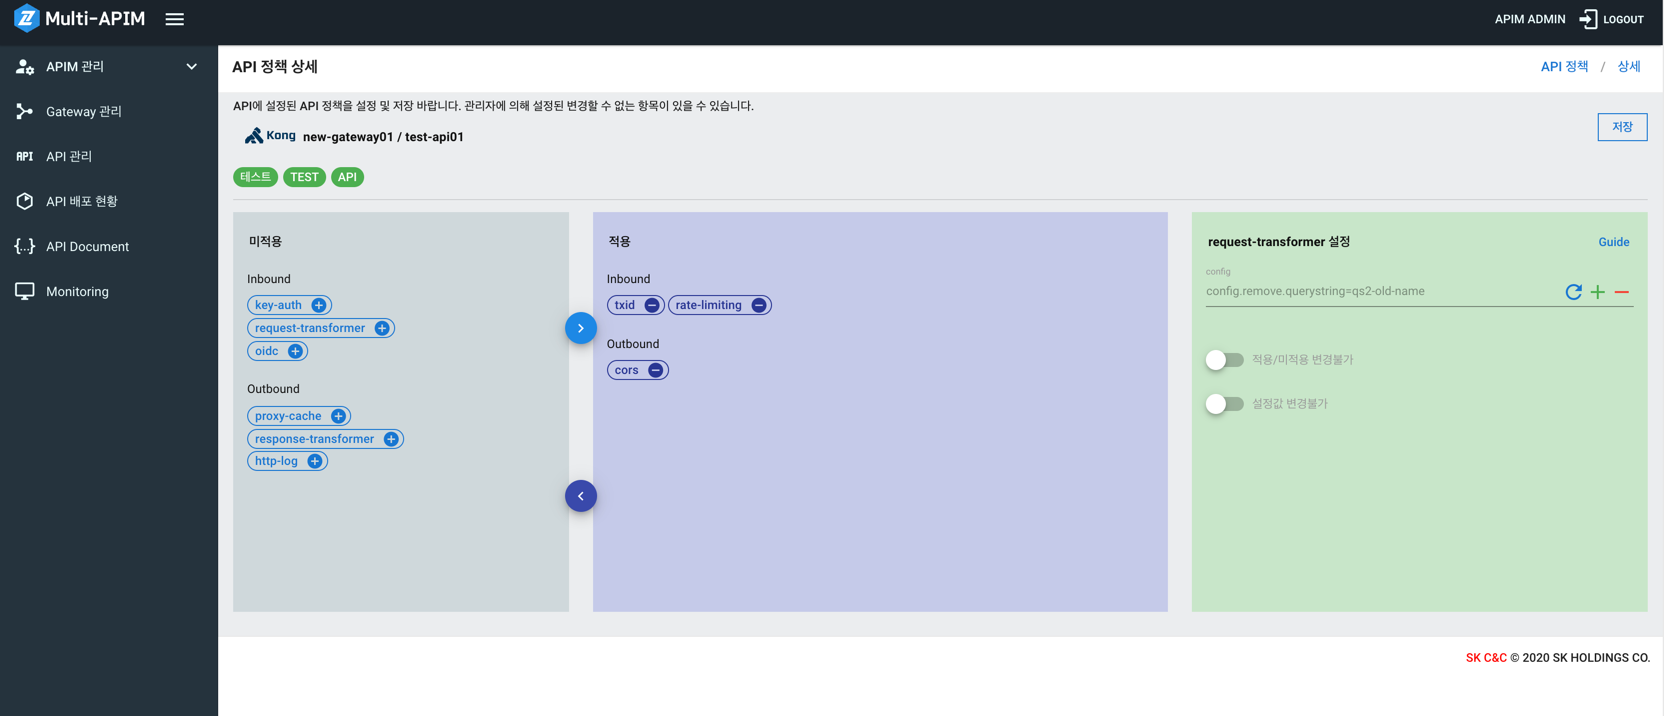 Multi-APIM
APIM ADMIN LOGOUT
APIM 관리
Gateway 관리
API 관리
API 배포 현황
API Document
Monitoring
API 정책 상세
API 정책 / 상세
API에 설정된 API 정책을 설정 및 저장 바랍니다. 관리자에 의해 설정된 변경할 수 없는 항목이 있을 수 있습니다.
Kong new-gateway01 / test-api01
저장
테스트 TEST API
미적용
Inbound
key-auth
request-transformer
oidc
Outbound
proxy-cache
response-transformer
http-log
적용
Inbound
txid rate-limiting
Outbound
cors
request-transformer 설정 Guide
config
config.remove.querystring=qs2-old-name
적용/미적용 변경불가
설정값 변경불가
SK C&C © 2020 SK HOLDINGS CO.